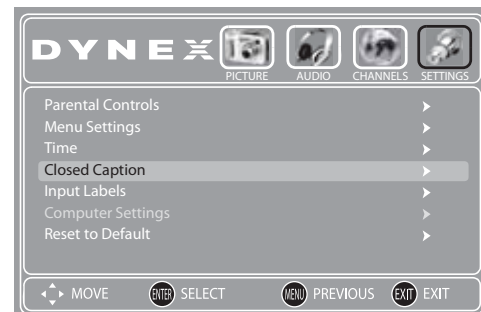 DYNEX
PICTURE AUDIO CHANNELS SETTINGS
Parental Controls
Menu Settings
Time
Closed Caption
Input Labels
Computer Settings
Reset to Default
MOVE ENTER SELECT MENU PREVIOUS EXIT EXIT